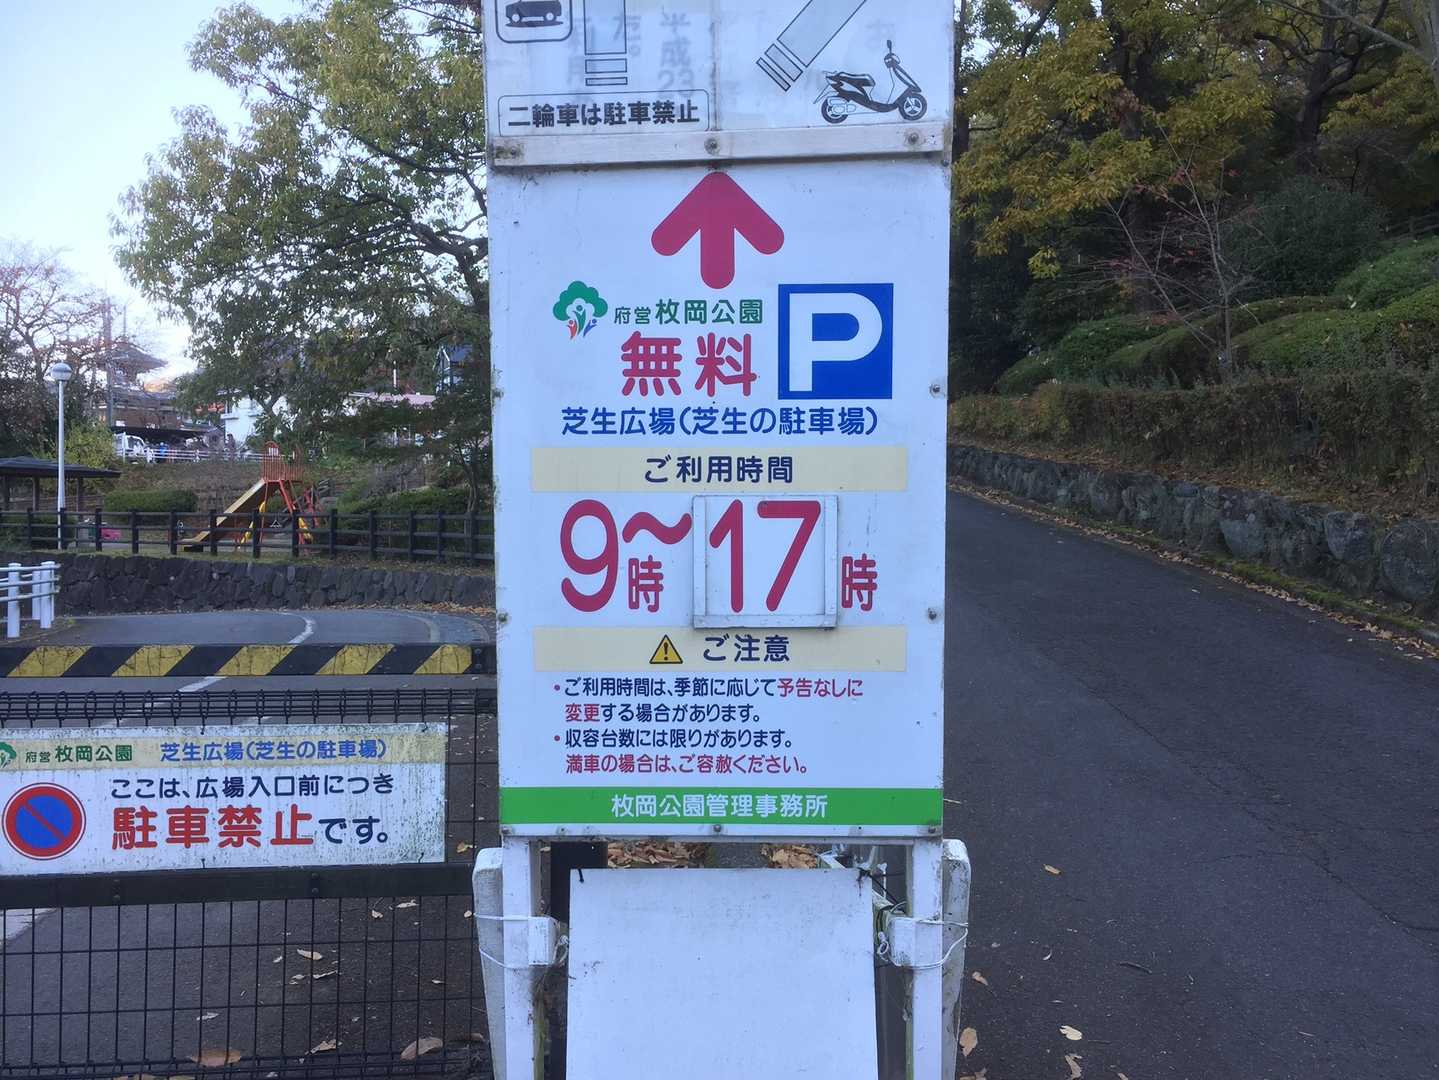 二輪車は駐車禁止
府営 枚岡公園
無料
P
芝生広場(芝生の駐車場)
ご利用時間
9時~17時
ご注意
・ご利用時間は、季節に応じて予告なしに
変更する場合があります。
・収容台数には限りがあります。
満車の場合は、ご容赦ください。
枚岡公園管理事務所
府営 枚岡公園 芝生広場(芝生の駐車場)
ここは、広場入口前につき
駐車禁止です。